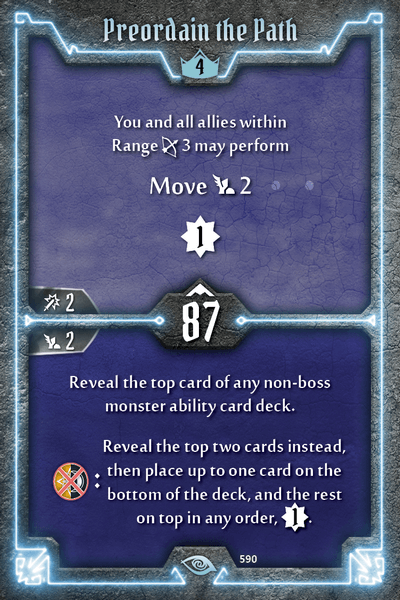 Preordain the Path
4
You and all allies within
Range 3 may perform
Move 2
1
2
87
2
Reveal the top card of any non-boss
monster ability card deck.
Reveal the top two cards instead,
then place up to one card on the
: bottom of the deck, and the rest
on top in any order, 1.
590